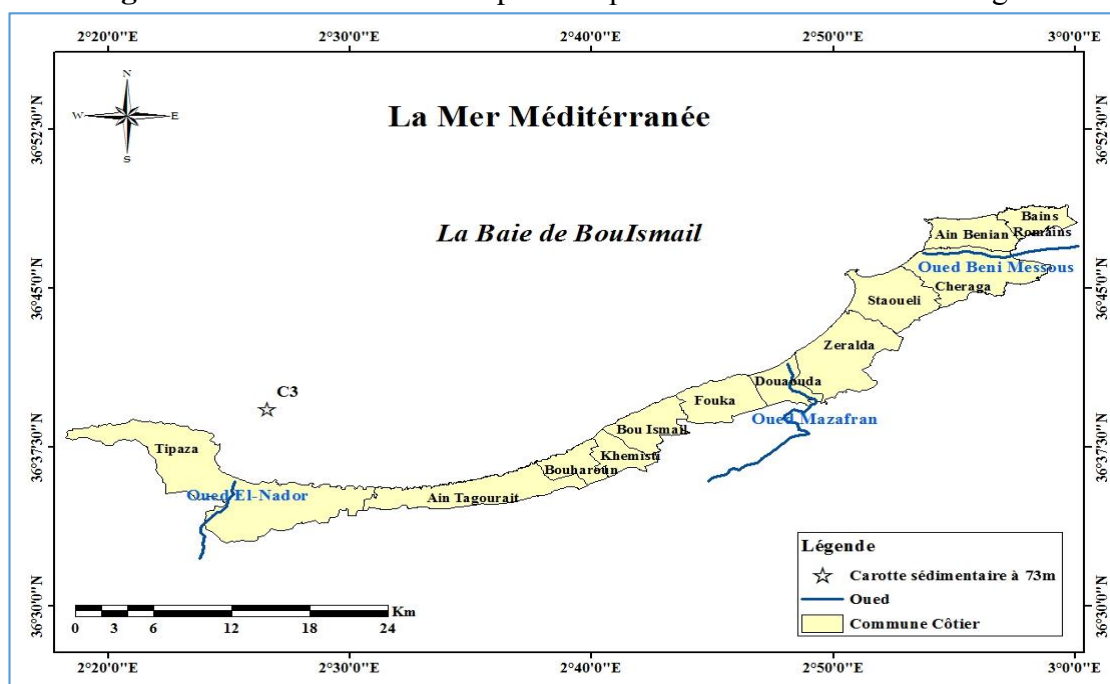 2°20'0"E 2°30'0"E 2°40'0"E 2°50'0"E 3°0'0"E
N
W E
S
La Mer Méditérranée
La Baie de BouIsmail
36°52'30"N
36°52'30"N
Bains
Romains
Ain Benian
Oued Beni Messous
Cheraga
36°45'0"N
36°45'0"N
Staoueli
Zeralda
Douaouda
C3
Fouka
Oued Mazafran
Bou Ismail
36°37'30"N
36°37'30"N
Tipaza
Khemisti
Bouharoun
Oued El-Nador
Ain Tagourait
Légende
Carotte sédimentaire à 73m
Oued
Commune Côtier
Km
0 3 6 12 18 24
36°30'0"N
36°30'0"N
2°20'0"E 2°30'0"E 2°40'0"E 2°50'0"E 3°0'0"E